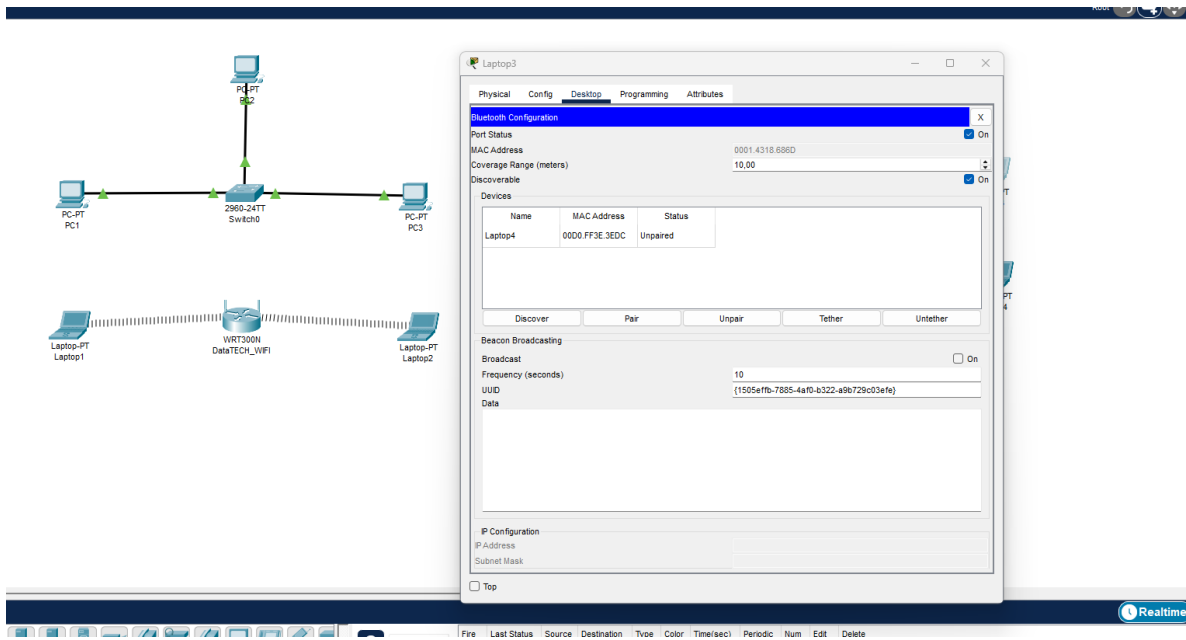 Root
Laptop3
Physical Config Desktop Programming Attributes
Bluetooth Configuration X
Port Status On
MAC Address 0001.4318.686D
Coverage Range (meters) 10,00
Discoverable On
Devices
Name MAC Address Status
Laptop4 00D0.FF3E.3EDC Unpaired
Discover Pair Unpair Tether Untether
Beacon Broadcasting
Broadcast On
Frequency (seconds) 10
UUID {1505effb-7885-4af0-b322-a9b729c03efe}
Data
IP Configuration
IP Address
Subnet Mask
Top
PC-PT
PC2
PC-PT
PC1
2960-24TT
Switch0
PC-PT
PC3
Laptop-PT
Laptop1
WRT300N
DataTECH_WIFI
Laptop-PT
Laptop2
PT
4
Realtime
Fire Last Status Source Destination Type Color Time(sec) Periodic Num Edit Delete